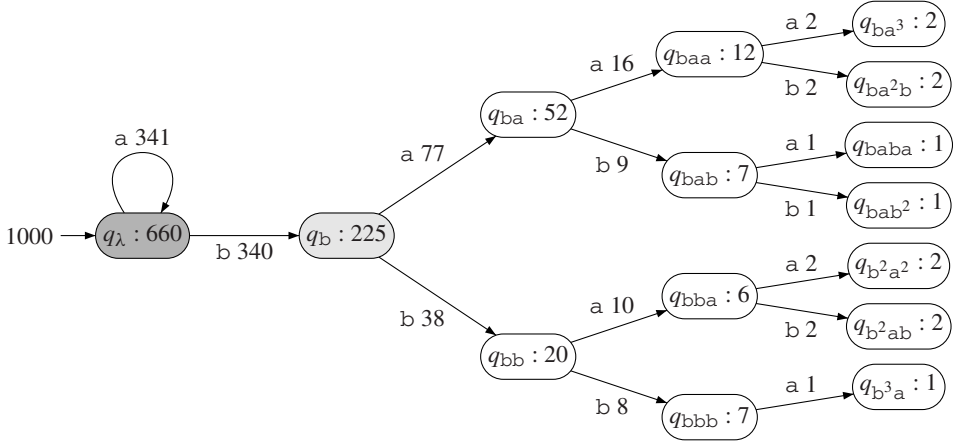 a 341
1000
qλ : 660
b 340
q_b : 225
a 77
b 38
q_ba : 52
q_bb : 20
a 16
b 9
a 10
b 8
q_baa : 12
q_bab : 7
q_bba : 6
q_bbb : 7
a 2
b 2
a 1
b 1
a 2
b 2
a 1
q_ba³ : 2
q_ba²b : 2
q_baba : 1
q_bab² : 1
q_b²a² : 2
q_b²ab : 2
q_b³a : 1